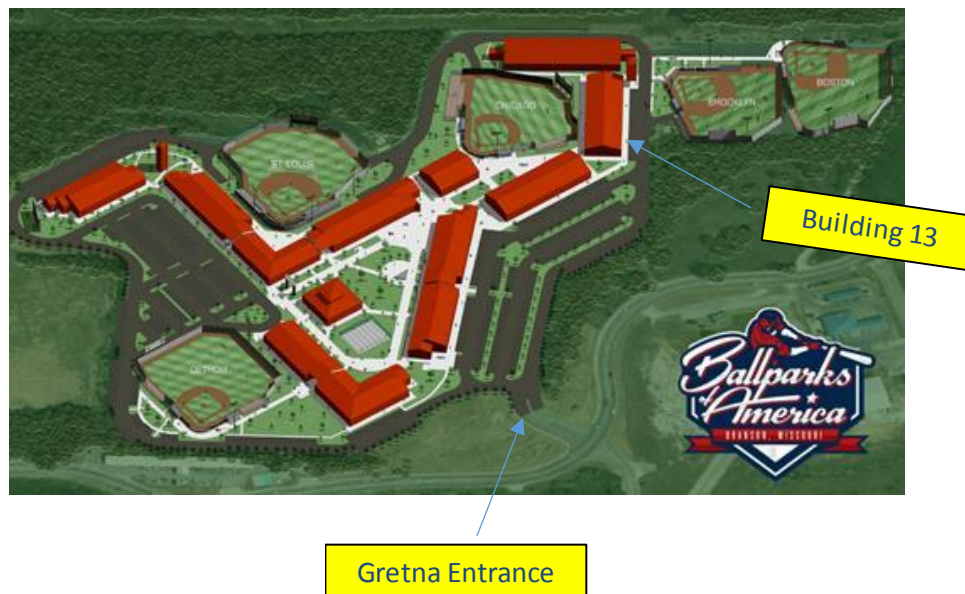 CHICAGO
BROOKLYN
BOSTON
ST. LOUIS
Building 13
DETROIT
Ballparks
of
America
BRANSON, MISSOURI
Gretna Entrance